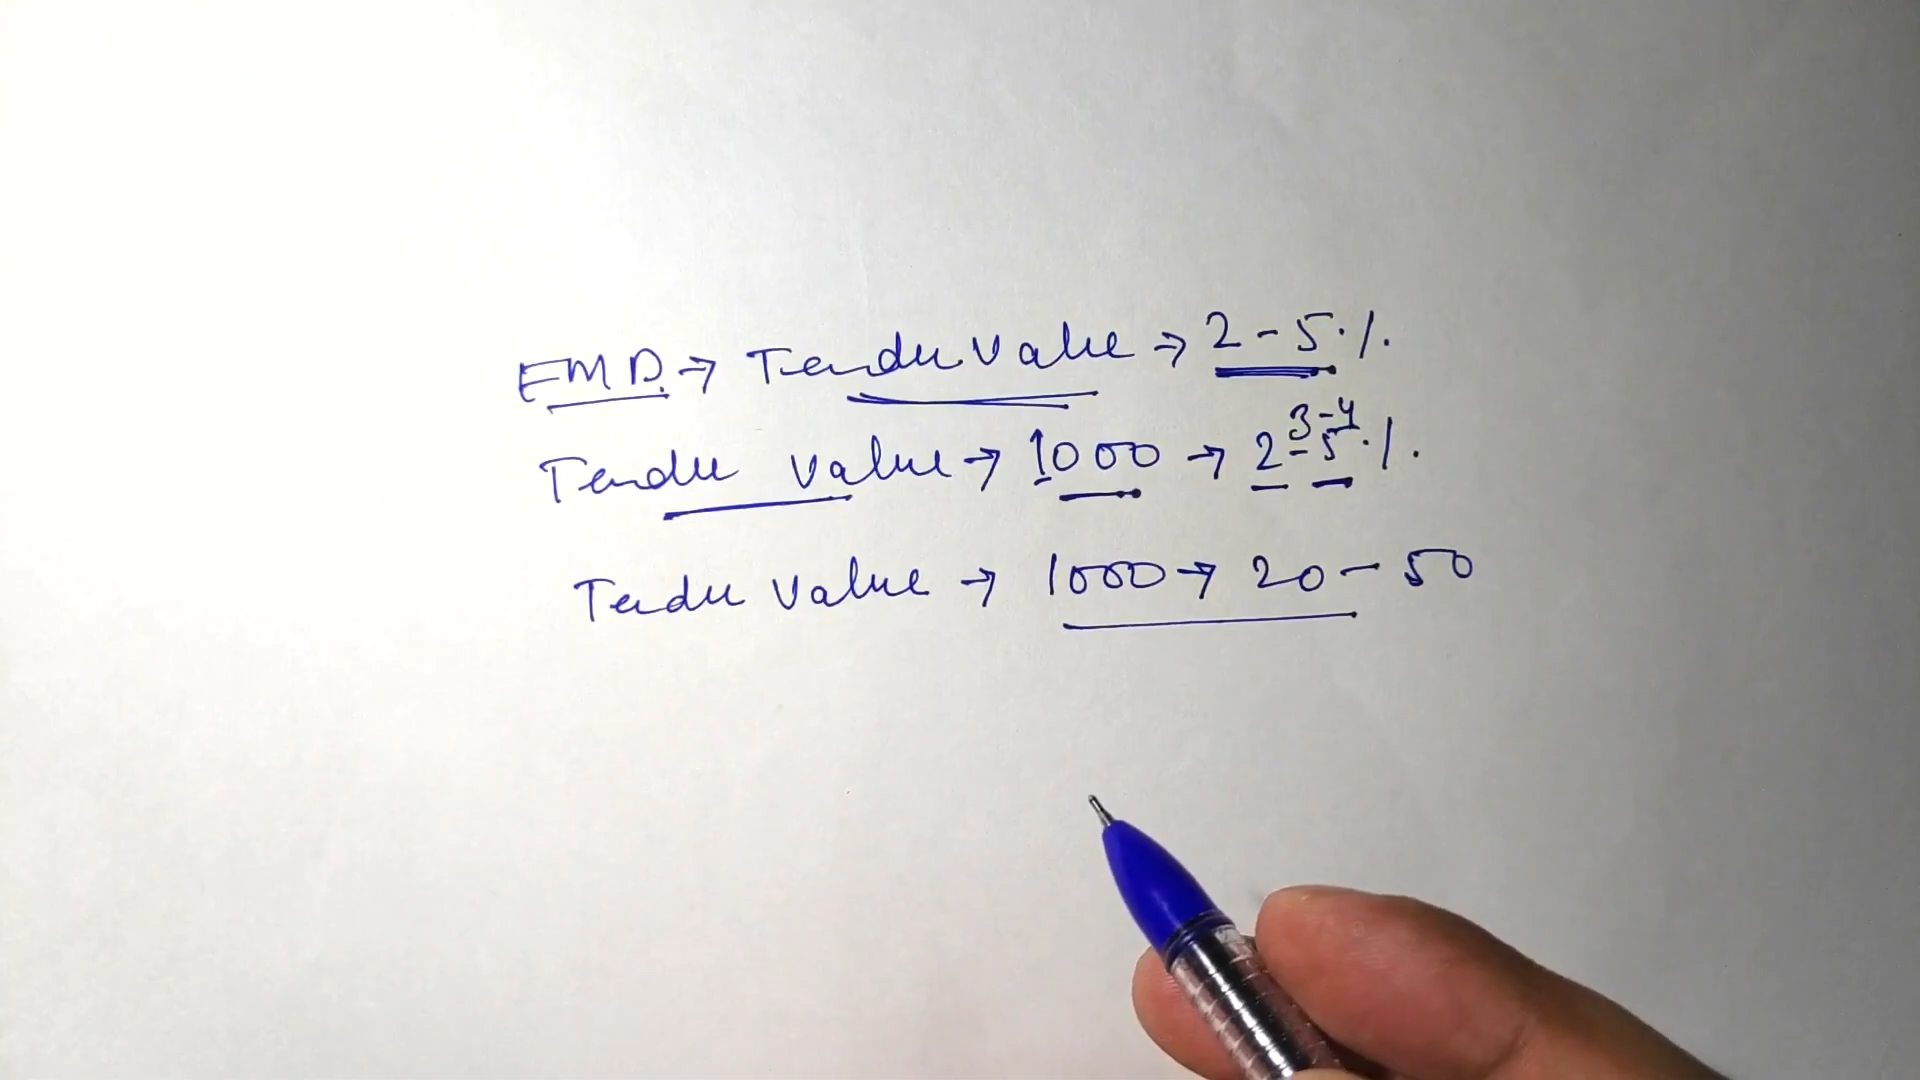 EMD. → Tender Value → 2-5%.
3-4
Tender Value → 1000 → 2-5%.
Tender Value → 1000 → 20-50